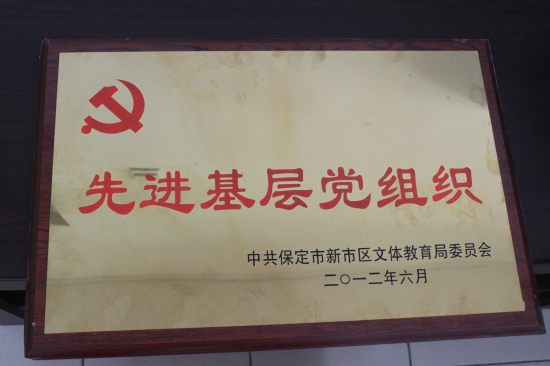 先进基层党组织
中共保定市新市区文体教育局委员会
二〇一二年六月